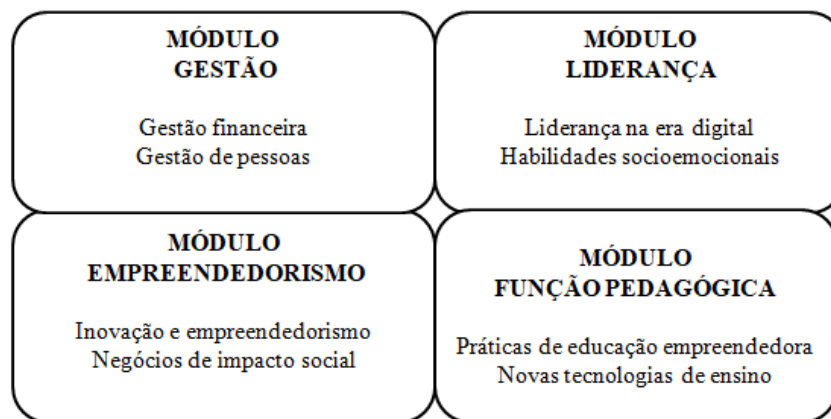 MÓDULO
GESTÃO
Gestão financeira
Gestão de pessoas
MÓDULO
LIDERANÇA
Liderança na era digital
Habilidades socioemocionais
MÓDULO
EMPREENDEDORISMO
Inovação e empreendedorismo
Negócios de impacto social
MÓDULO
FUNÇÃO PEDAGÓGICA
Práticas de educação empreendedora
Novas tecnologias de ensino